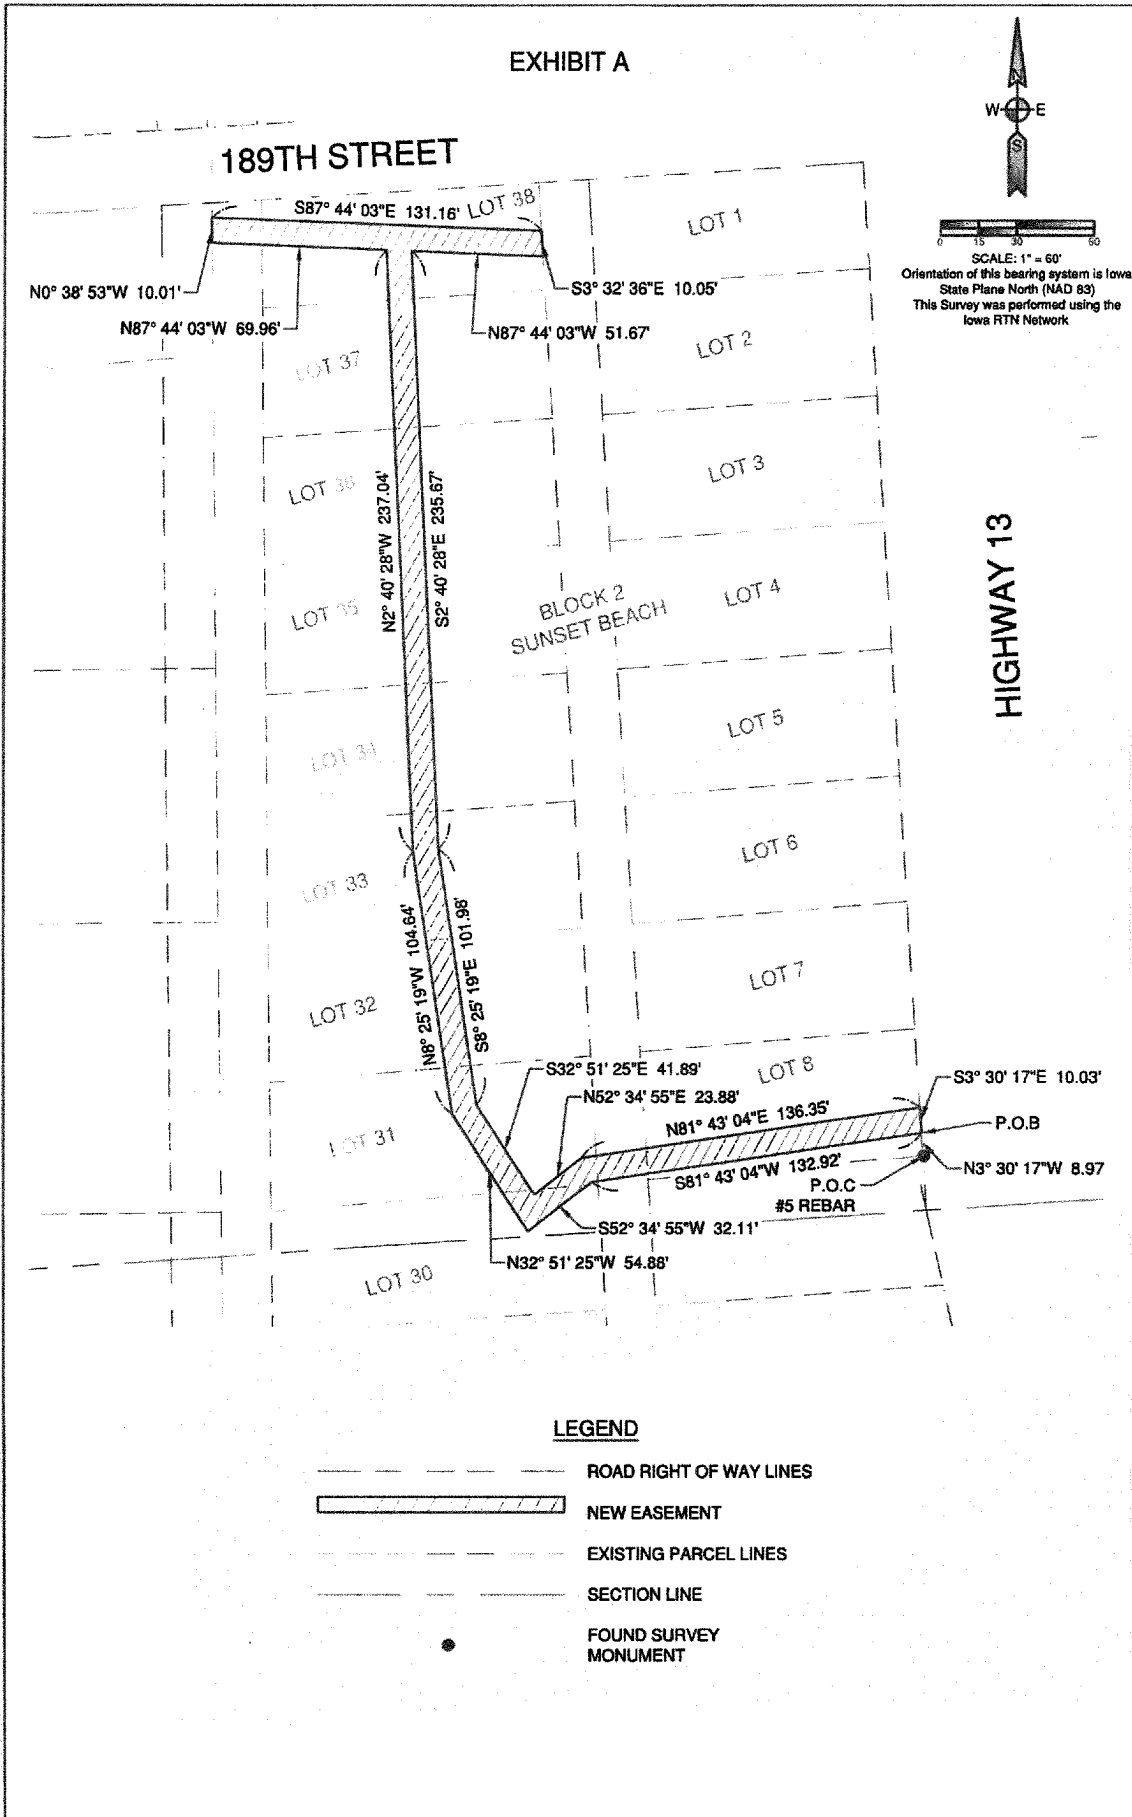 EXHIBIT A
N
W E
S
189TH STREET
S87° 44' 03"E 131.16'
LOT 38
LOT 1
0 15 30 60
SCALE: 1" = 60'
Orientation of this bearing system is Iowa
State Plane North (NAD 83)
This Survey was performed using the
Iowa RTN Network
N0° 38' 53"W 10.01'
S3° 32' 36"E 10.05'
N87° 44' 03"W 69.96'
N87° 44' 03"W 51.67'
LOT 2
LOT 37
LOT 3
LOT 36
N2° 40' 28"W 237.04'
S2° 40' 28"E 235.67'
HIGHWAY 13
LOT 4
BLOCK 2
SUNSET BEACH
LOT 35
LOT 5
LOT 34
LOT 6
LOT 33
N8° 25' 19"W 104.64'
S8° 25' 19"E 101.98'
LOT 7
LOT 32
S32° 51' 25"E 41.89'
LOT 8
S3° 30' 17"E 10.03'
N52° 34' 55"E 23.88'
N81° 43' 04"E 136.35'
P.O.B
LOT 31
S81° 43' 04"W 132.92'
N3° 30' 17"W 8.97
P.O.C
#5 REBAR
S52° 34' 55"W 32.11'
N32° 51' 25"W 54.88'
LOT 30
LEGEND
ROAD RIGHT OF WAY LINES
NEW EASEMENT
EXISTING PARCEL LINES
SECTION LINE
FOUND SURVEY
MONUMENT